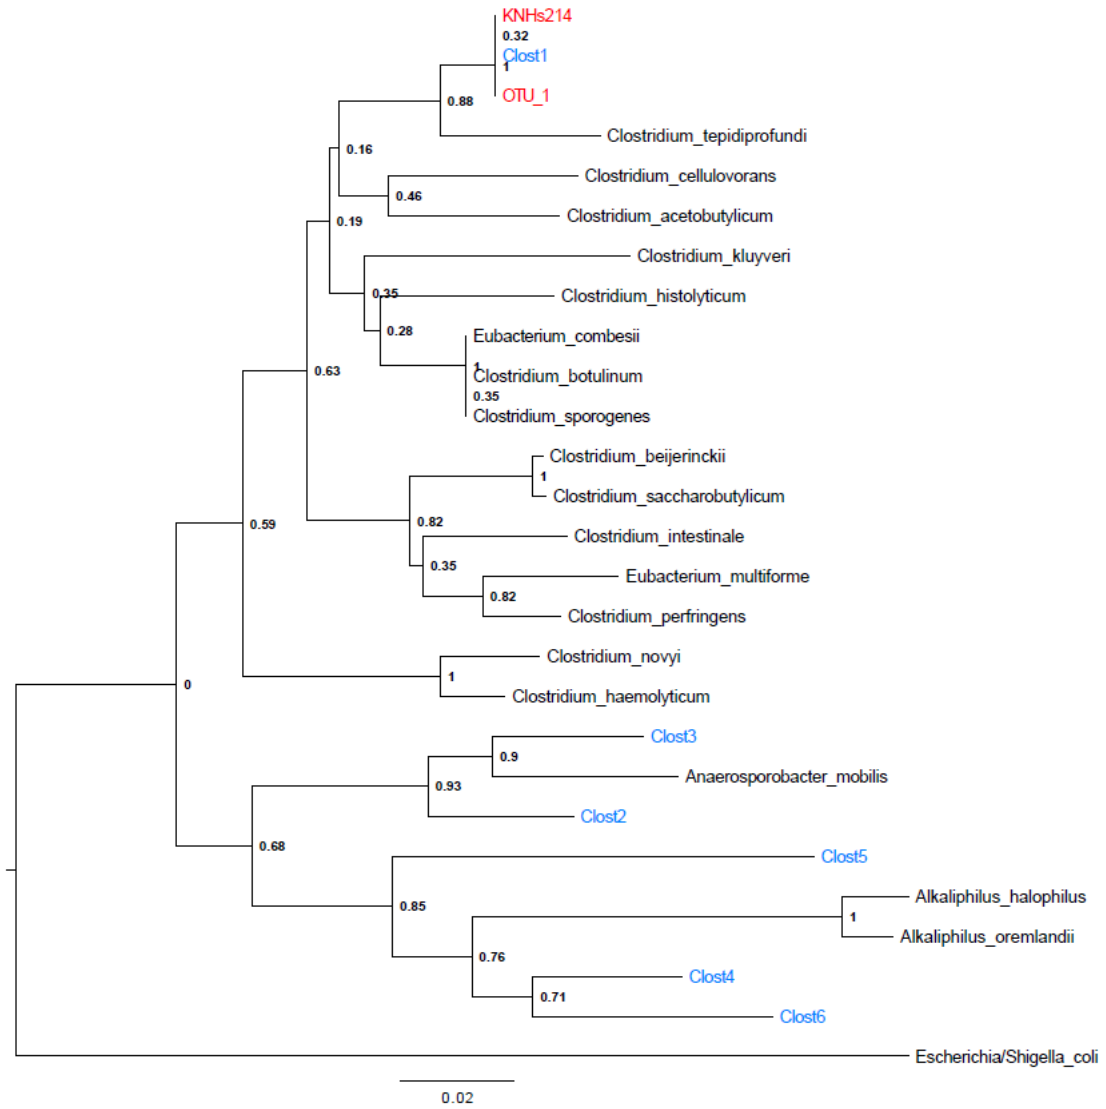 KNHs214
0.32
Clost1
1
OTU_1
0.88
Clostridium_tepidiprofundi
0.16
Clostridium_cellulovorans
0.46
Clostridium_acetobutylicum
0.19
Clostridium_kluyveri
0.35
Clostridium_histolyticum
0.28
Eubacterium_combesii
1
Clostridium_botulinum
0.63
0.35
Clostridium_sporogenes
Clostridium_beijerinckii
1
Clostridium_saccharobutylicum
0.82
0.59
Clostridium_intestinale
0.35
Eubacterium_multiforme
0.82
Clostridium_perfringens
Clostridium_novyi
1
0
Clostridium_haemolyticum
Clost3
0.9
Anaerosporobacter_mobilis
0.93
Clost2
0.68
Clost5
Alkaliphilus_halophilus
0.85
1
Alkaliphilus_oremlandii
0.76
Clost4
0.71
Clost6
Escherichia/Shigella_coli
0.02